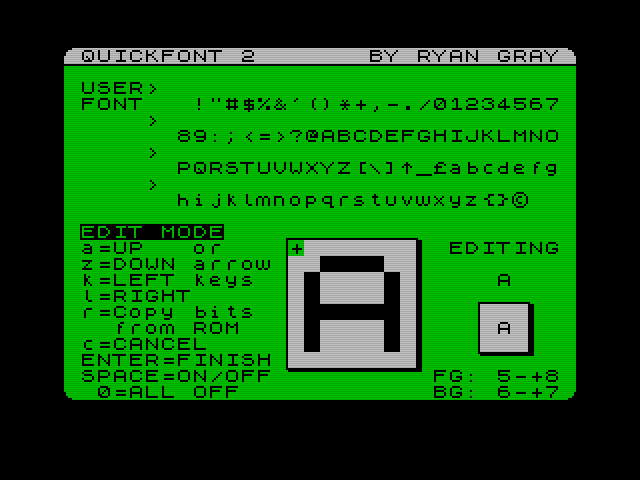 QUICKFONT 2 BY RYAN GRAY
USER>
FONT !"#$%&'()*+,-./01234567
>
89:;<=>?@ABCDEFGHIJKLMNO
>
PQRSTUVWXYZ[\]↑_£abcdefg
>
hijklmnopqrstuvwxyz{}©
EDIT MODE
a=UP or
z=DOWN arrow
k=LEFT keys
l=RIGHT
r=Copy bits
from ROM
c=CANCEL
ENTER=FINISH
SPACE=ON/OFF
0=ALL OFF
+
A
EDITING
A
A
FG: 5-+8
BG: 6-+7